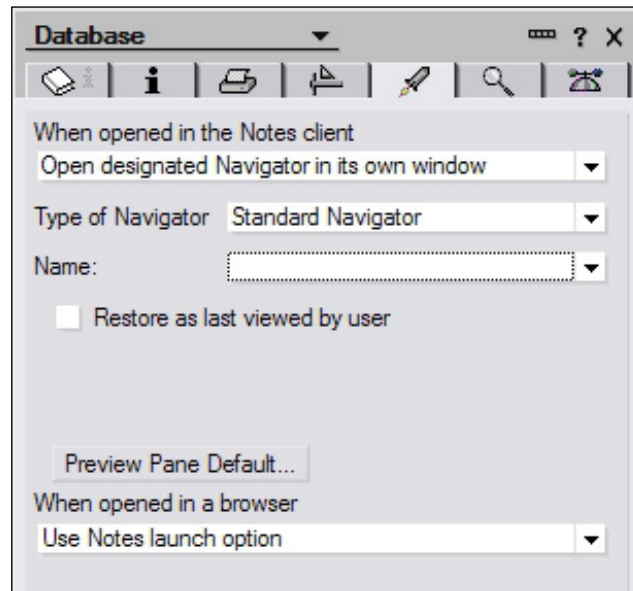 Database
? X
i
When opened in the Notes client
Open designated Navigator in its own window
Type of Navigator Standard Navigator
Name:
Restore as last viewed by user
Preview Pane Default...
When opened in a browser
Use Notes launch option